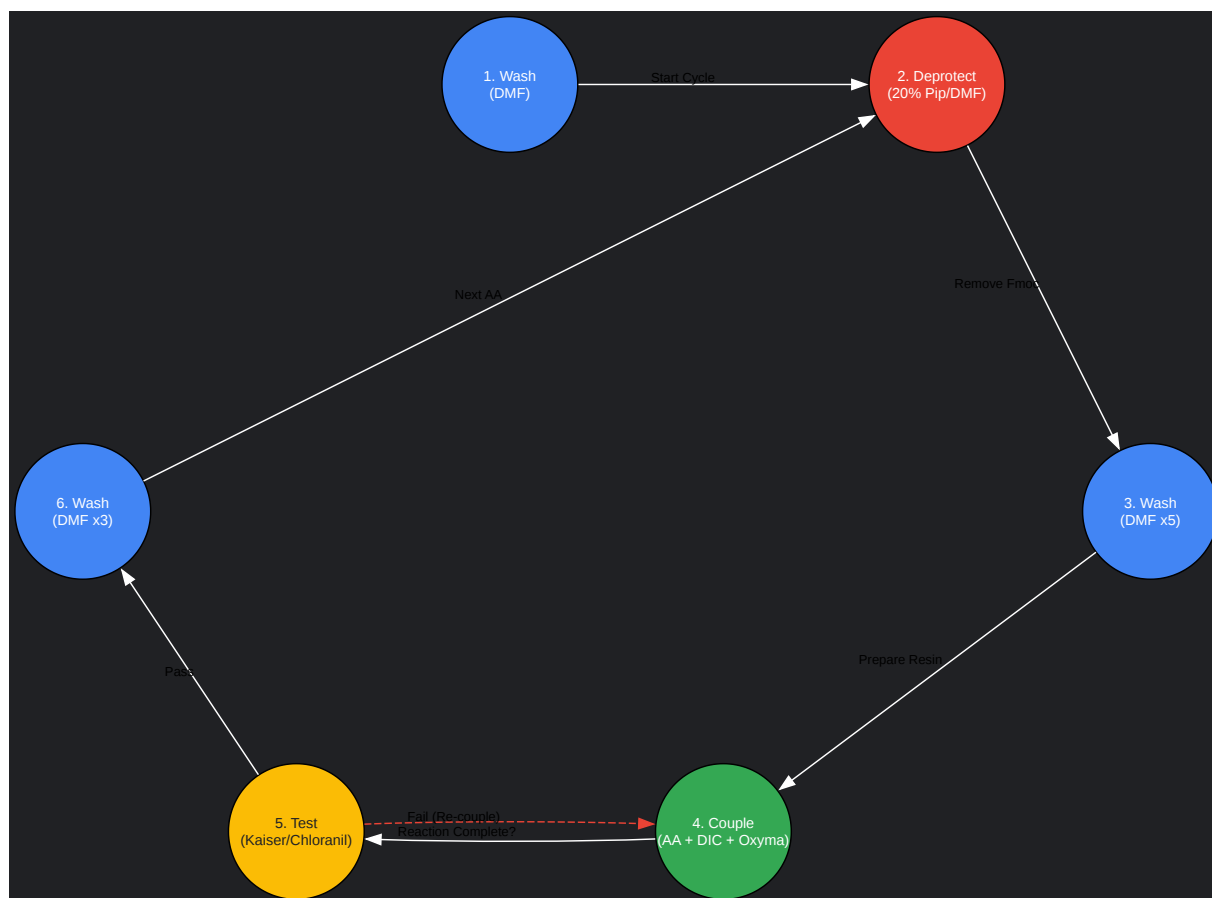 1. Wash
(DMF)
Start Cycle
2. Deprotect
(20% Pip/DMF)
Next AA
Remove Fmoc
6. Wash
(DMF x3)
3. Wash
(DMF x5)
Prepare Resin
Pass
5. Test
(Kaiser/Chloranil)
Fail (Re-couple)
Reaction Complete?
4. Couple
(AA + DIC + Oxyma)